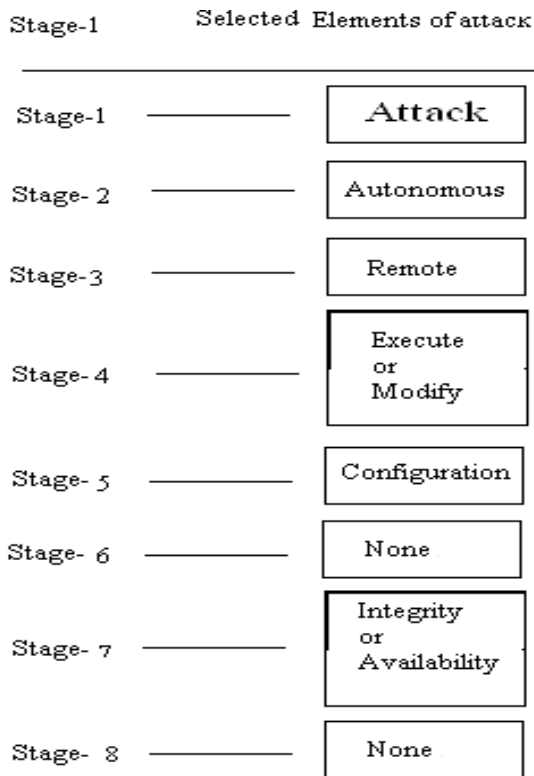 Stage-1 Selected Elements of attack
Stage-1 Attack
Stage- 2 Autonomous
Stage-3 Remote
Execute
or
Stage- 4 Modify
Stage- 5 Configuration
Stage- 6 None
Integrity
or
Stage- 7 Availability
Stage- 8 None